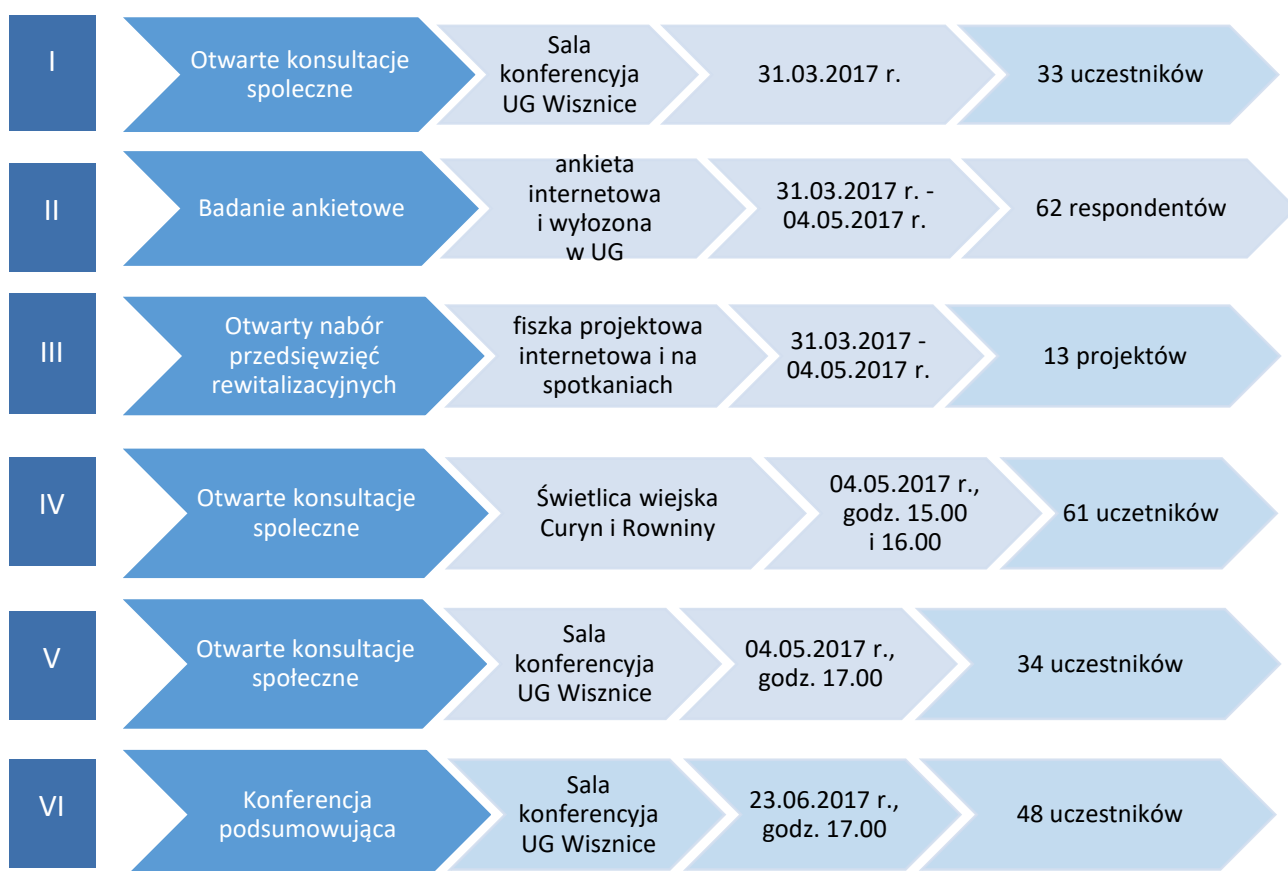 I
Otwarte konsultacje
spoleczne
Sala
konferencyja
UG Wisznice
31.03.2017 r.
33 uczestników
II
Badanie ankietowe
ankieta
internetowa
i wyłozona
w UG
31.03.2017 r. -
04.05.2017 r.
62 respondentów
III
Otwarty nabór
przedsięwzięć
rewitalizacyjnych
fiszka projektowa
internetowa i na
spotkaniach
31.03.2017 -
04.05.2017 r.
13 projektów
IV
Otwarte konsultacje
spoleczne
Świetlica wiejska
Curyn i Rowniny
04.05.2017 r.,
godz. 15.00
i 16.00
61 uczetników
V
Otwarte konsultacje
społeczne
Sala
konferencyja
UG Wisznice
04.05.2017 r.,
godz. 17.00
34 uczestników
VI
Konferencja
podsumowująca
Sala
konferencyja
UG Wisznice
23.06.2017 r.,
godz. 17.00
48 uczestników